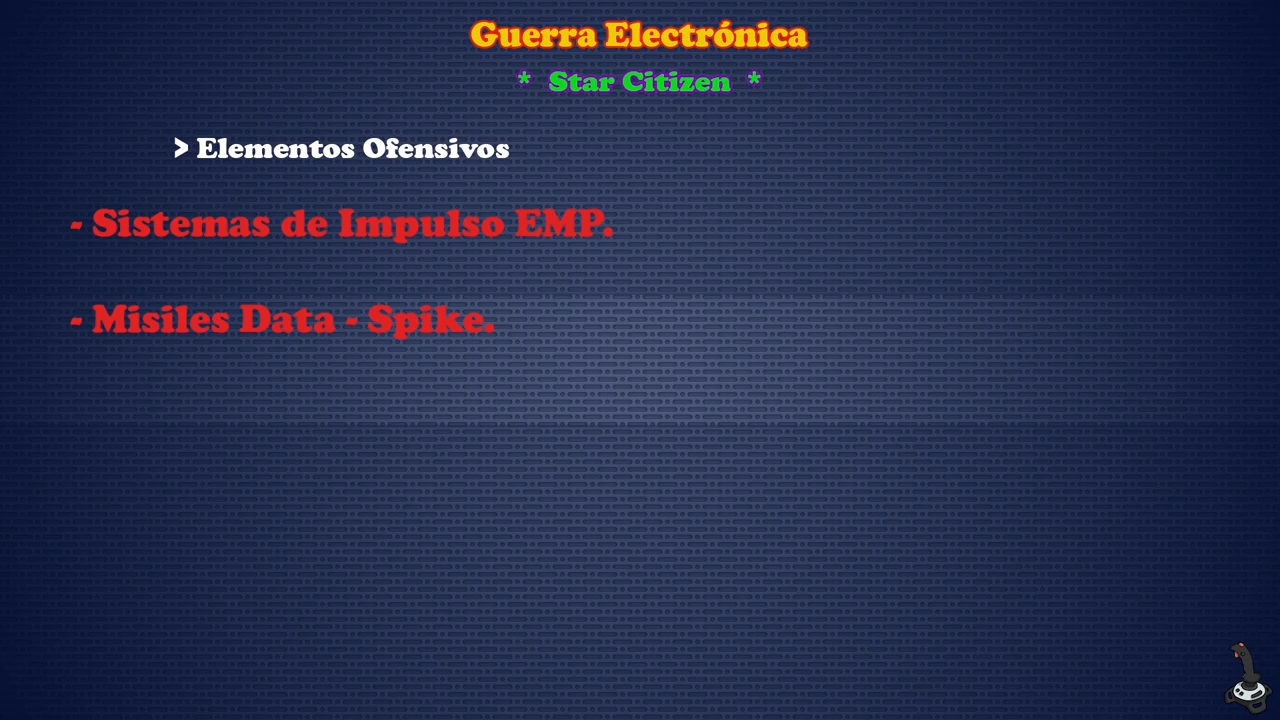 Guerra Electrónica
* Star Citizen *
> Elementos Ofensivos
- Sistemas de Impulso EMP.
- Misiles Data - Spike.